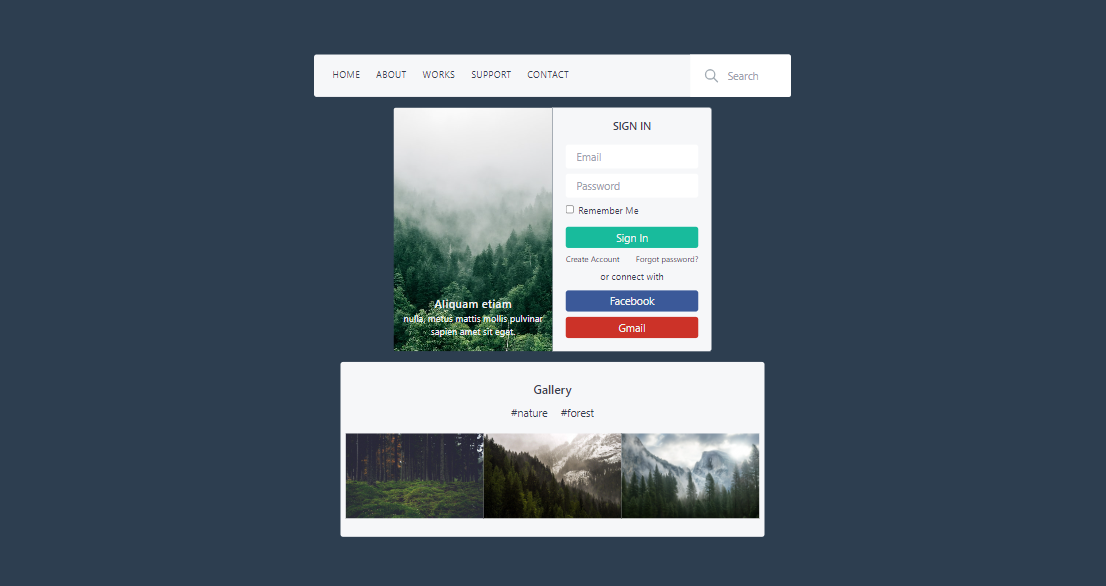 HOME ABOUT WORKS SUPPORT CONTACT Search
SIGN IN
Email
Password
Remember Me
Sign In
Create Account Forgot password?
or connect with
Facebook
Gmail
Aliquam etiam
nulla, metus mattis mollis pulvinar
sapien amet sit eget.
Gallery
#nature #forest